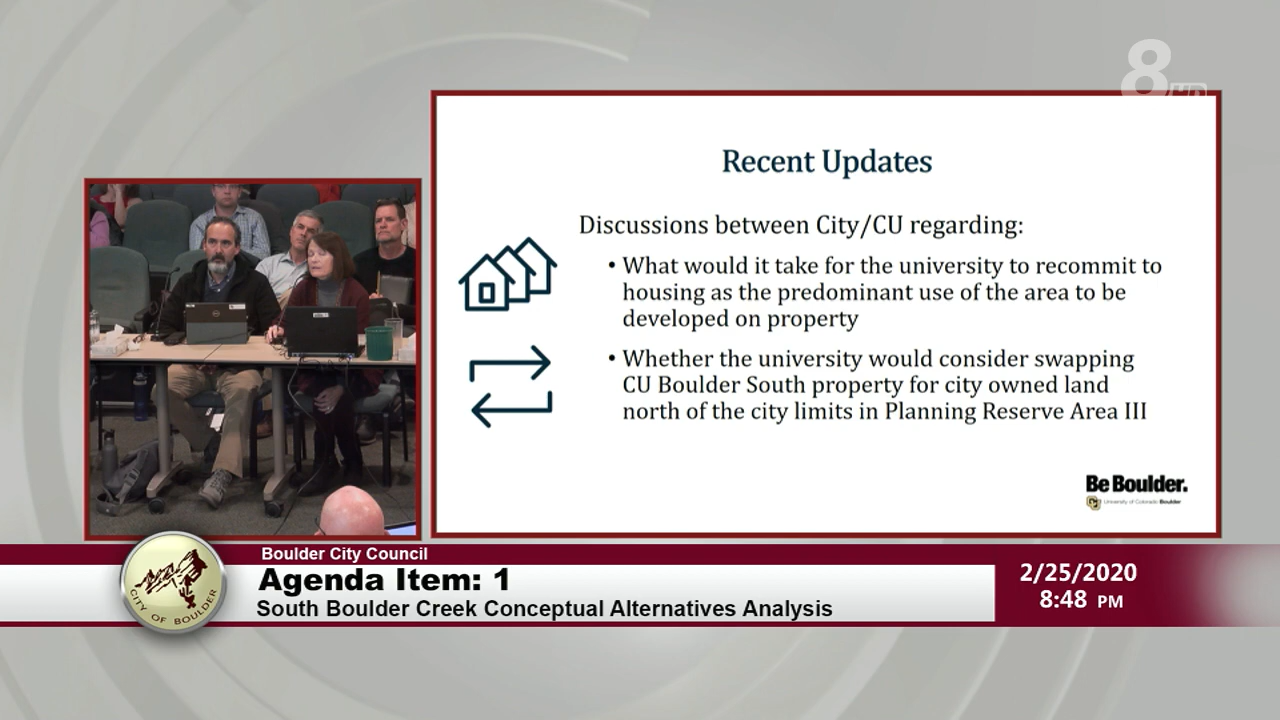 8HD
Recent Updates
Discussions between City/CU regarding:
• What would it take for the university to recommit to
housing as the predominant use of the area to be
developed on property
• Whether the university would consider swapping
CU Boulder South property for city owned land
north of the city limits in Planning Reserve Area III
Be Boulder.
University of Colorado Boulder
Boulder City Council
Agenda Item: 1
South Boulder Creek Conceptual Alternatives Analysis
2/25/2020
8:48 PM
CITY OF BOULDER